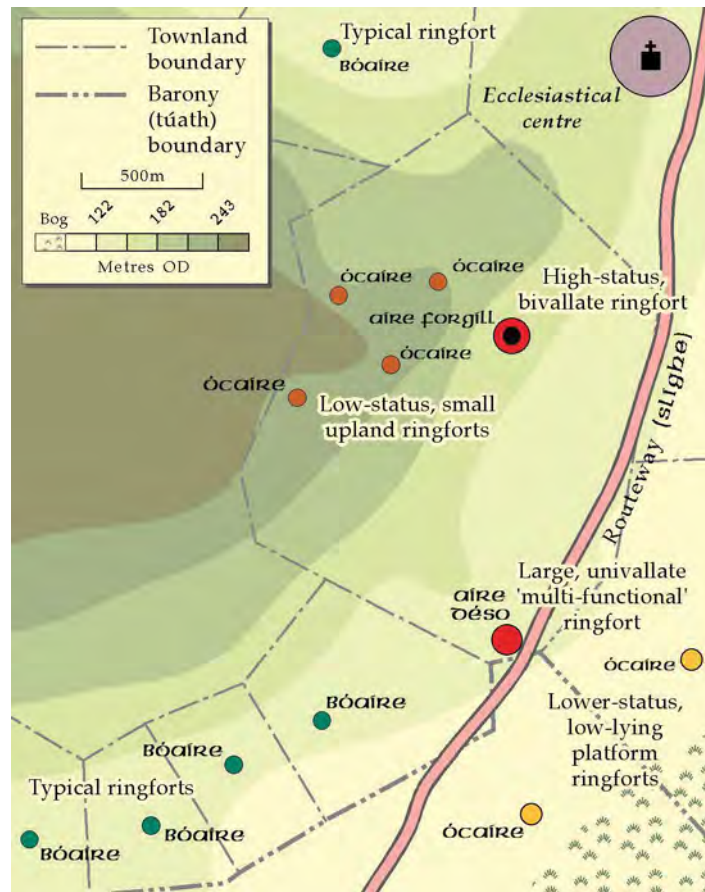 Townland
boundary
Barony
(túath)
boundary
500m
Bog
122
182
243
Metres OD
Typical ringfort
bóaire
Ecclesiastical
centre
ócaire
ócaire
High-status,
bivallate ringfort
aire forgill
ócaire
ócaire
Low-status, small
upland ringforts
Routeway (slighe)
Large, univallate
'multi-functional'
ringfort
aire
déso
ócaire
Lower-status,
low-lying
platform
ringforts
bóaire
bóaire
Typical ringforts
bóaire
bóaire
ócaire